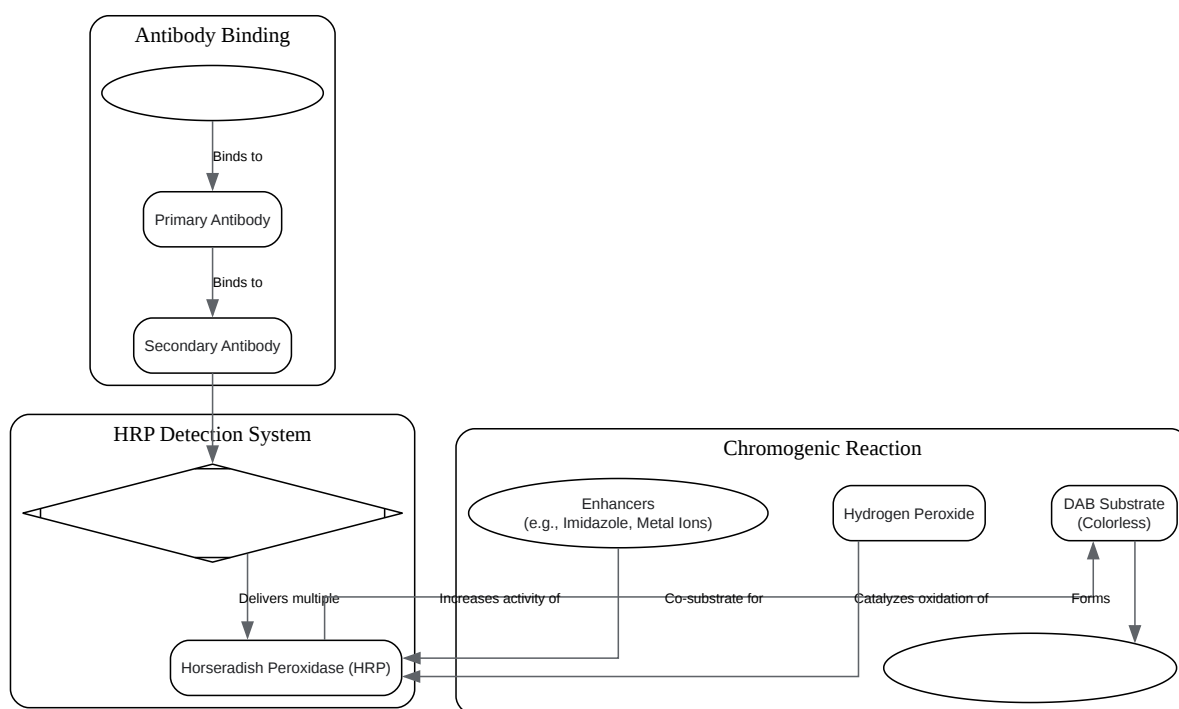 Antibody Binding
Binds to
Primary Antibody
Binds to
Secondary Antibody
HRP Detection System
Delivers multiple
Horseradish Peroxidase (HRP)
Chromogenic Reaction
Enhancers
(e.g., Imidazole, Metal Ions)
Hydrogen Peroxide
DAB Substrate
(Colorless)
Increases activity of
Co-substrate for
Catalyzes oxidation of
Forms